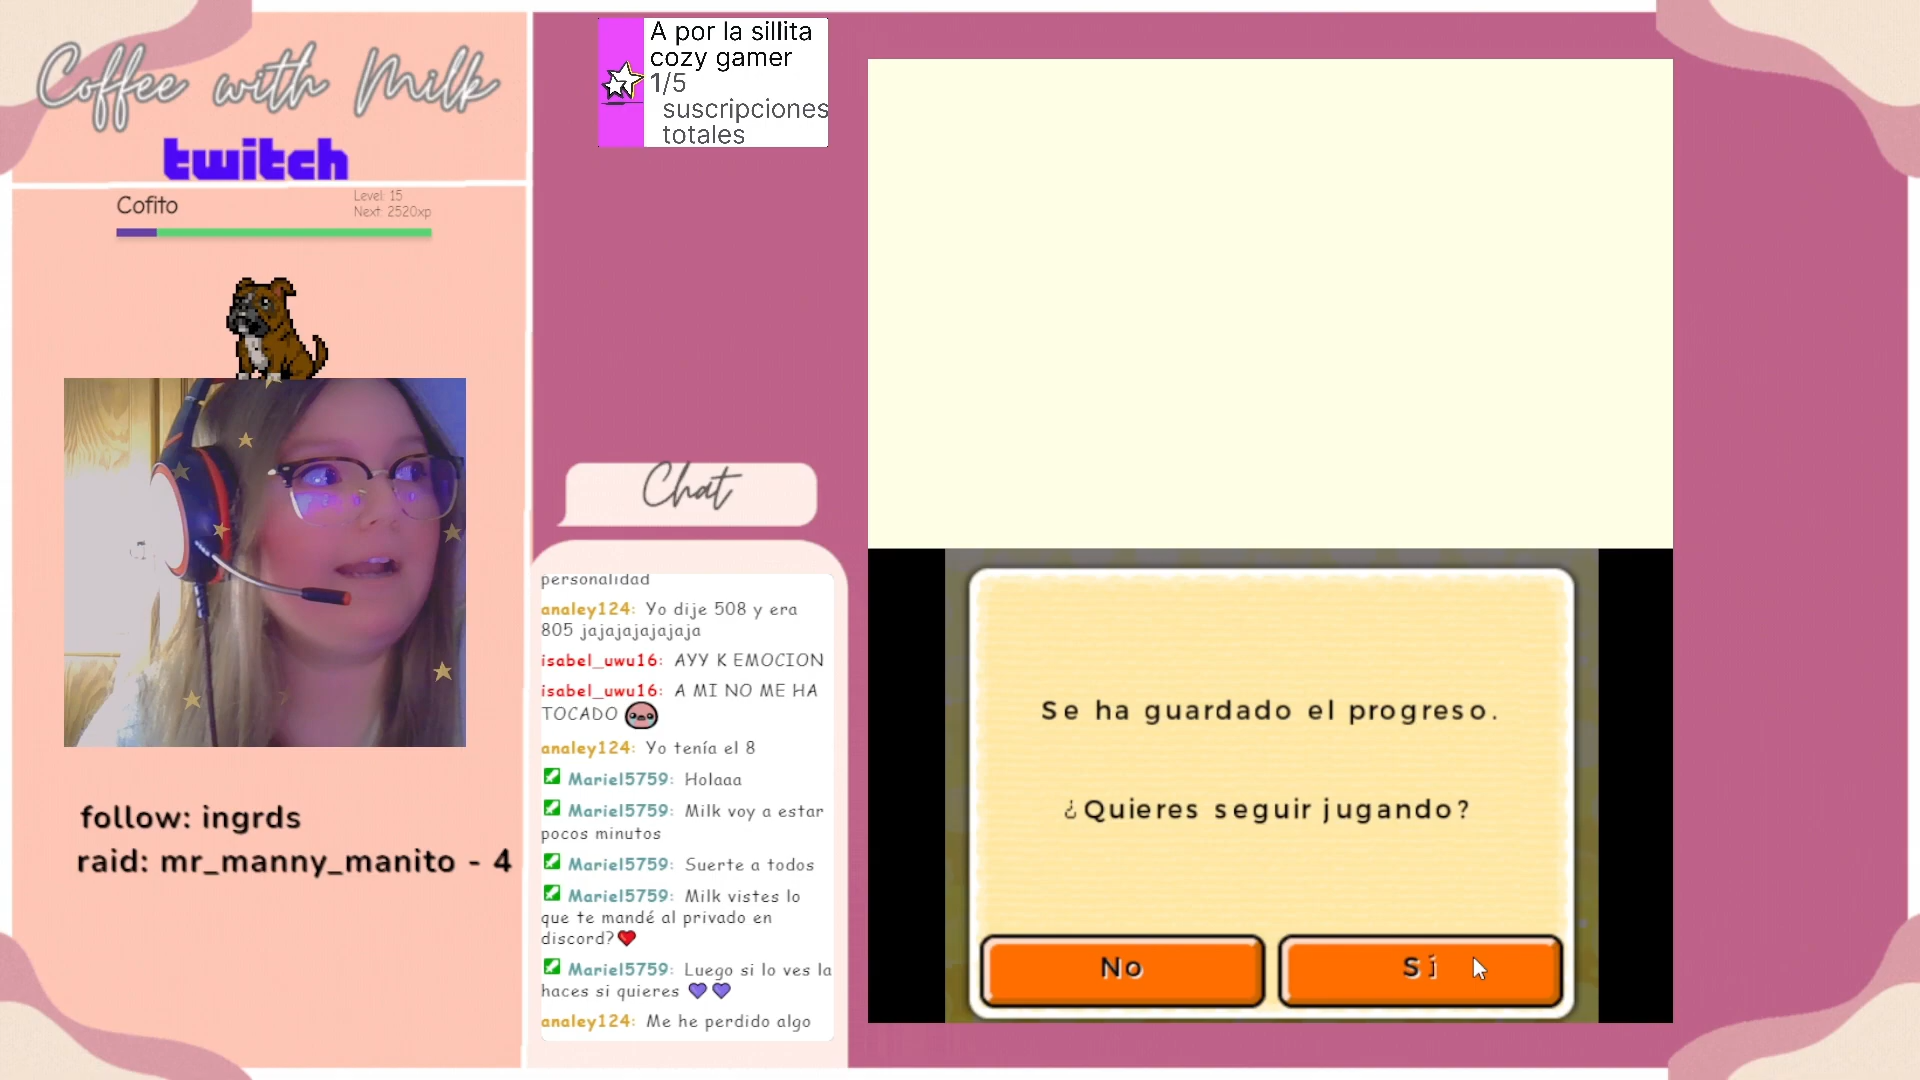 Coffee with Milk
twitch
Cofito
Level: 15
Next: 2520xp
follow: ingrds
raid: mr_manny_manito - 4
A por la sillita
cozy gamer
1/5
suscripciones
totales
Chat
personalidad
analey124: Yo dije 508 y era
805 jajajajajajaja
isabel_uwu16: AYY K EMOCION
isabel_uwu16: A MI NO ME HA
TOCADO
analey124: Yo tenía el 8
Mariel5759: Holaaa
Mariel5759: Milk voy a estar
pocos minutos
Mariel5759: Suerte a todos
Mariel5759: Milk vistes lo
que te mandé al privado en
discord?❤️
Mariel5759: Luego si lo ves la
haces si quieres 💜💜
analey124: Me he perdido algo
Se ha guardado el progreso.
¿Quieres seguir jugando?
No
Sí